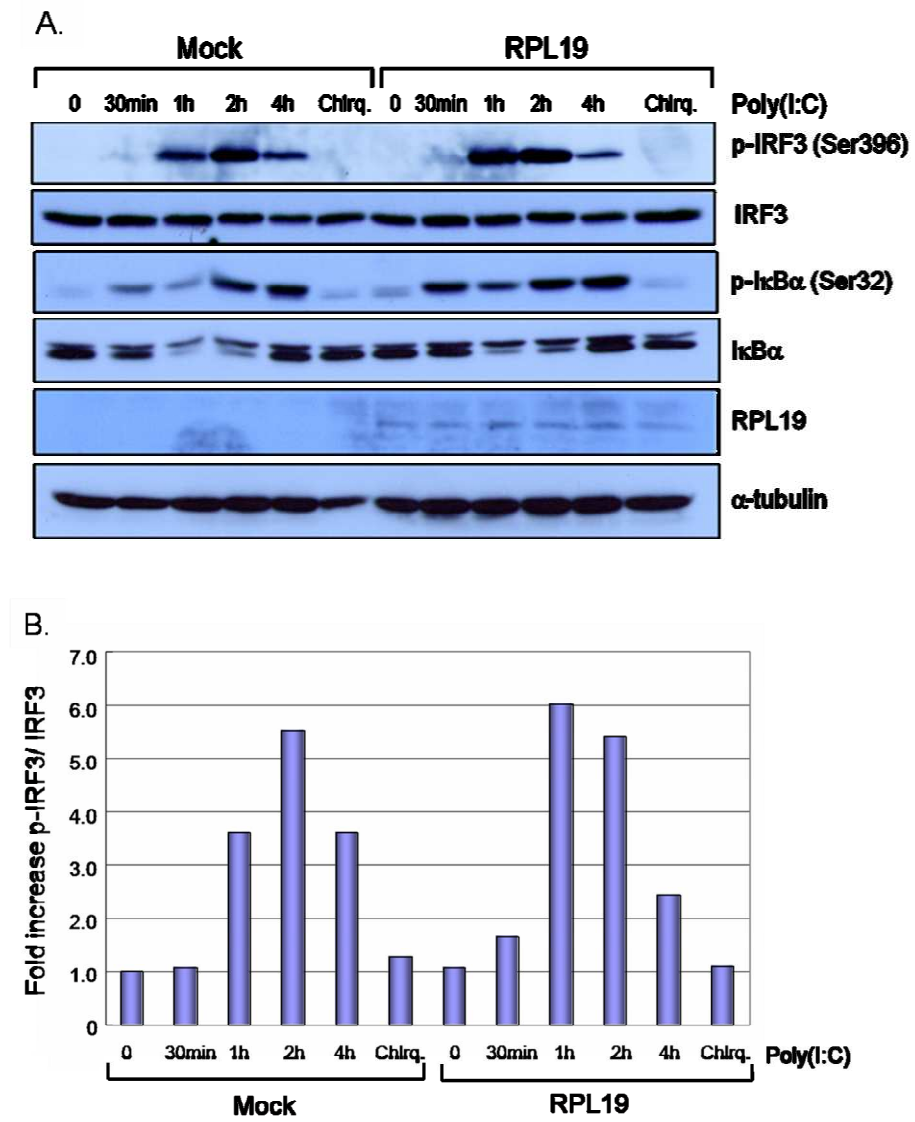 A.
Mock RPL19
0 30min 1h 2h 4h Chlrq. 0 30min 1h 2h 4h Chlrq. Poly(I:C)
p-IRF3 (Ser396)
IRF3
p-IκBα (Ser32)
IκBα
RPL19
α-tubulin
B.
Fold increase p-IRF3/ IRF3
7.0
6.0
5.0
4.0
3.0
2.0
1.0
0
0 30min 1h 2h 4h Chlrq. 0 30min 1h 2h 4h Chlrq. Poly(I:C)
Mock RPL19